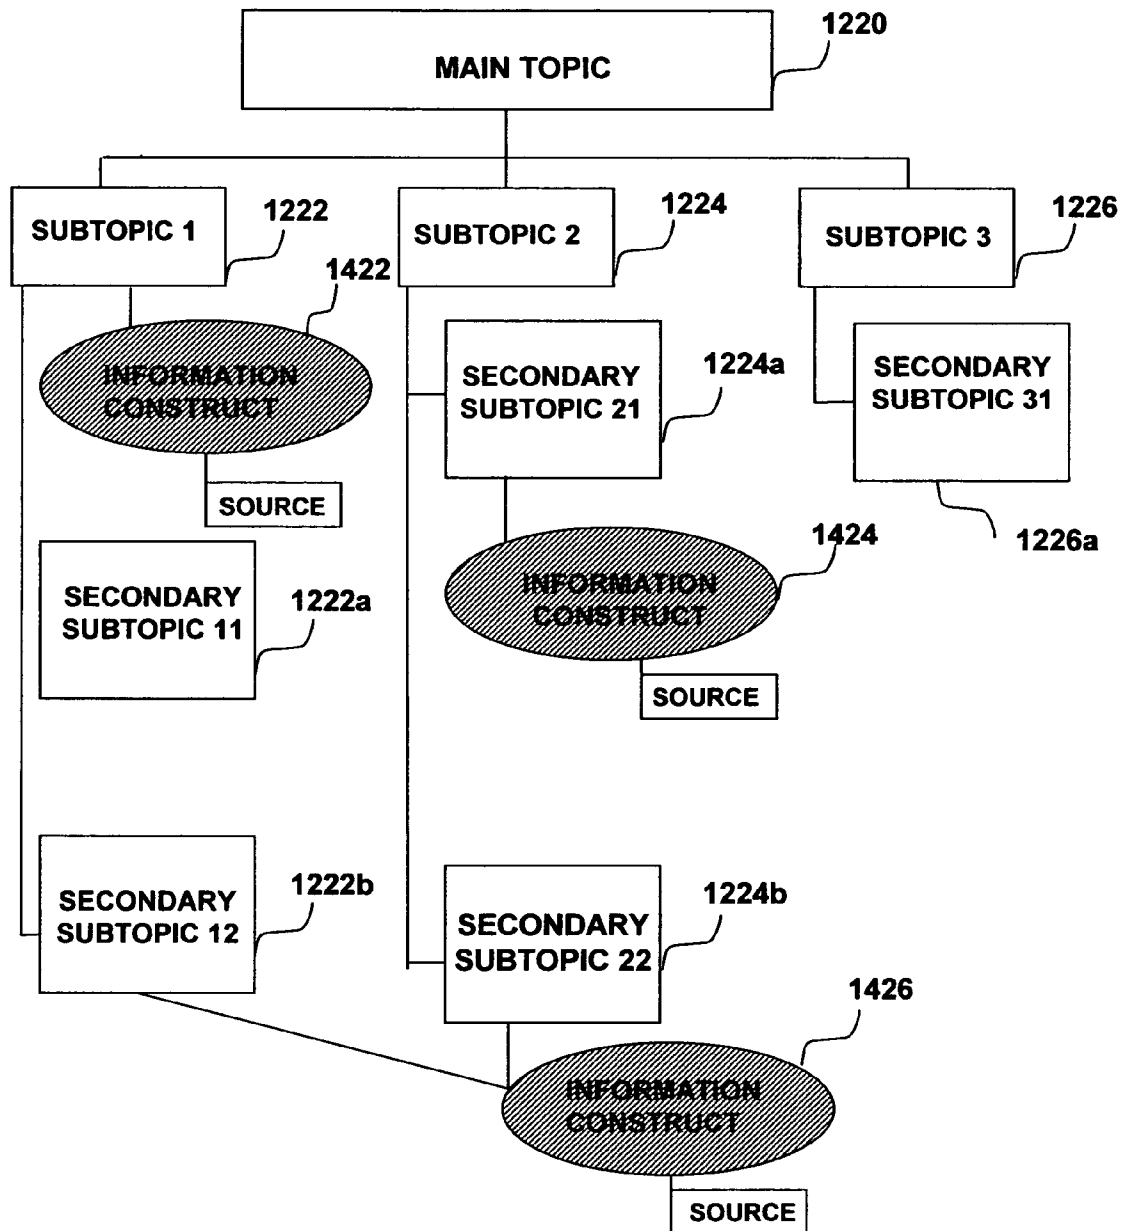 1220
MAIN TOPIC
SUBTOPIC 1
1222
SUBTOPIC 2
1224
SUBTOPIC 3
1226
1422
INFORMATION
CONSTRUCT
SOURCE
SECONDARY
SUBTOPIC 21
1224a
SECONDARY
SUBTOPIC 31
1226a
INFORMATION
CONSTRUCT
1424
SOURCE
SECONDARY
SUBTOPIC 11
1222a
SECONDARY
SUBTOPIC 12
1222b
SECONDARY
SUBTOPIC 22
1224b
1426
INFORMATION
CONSTRUCT
SOURCE